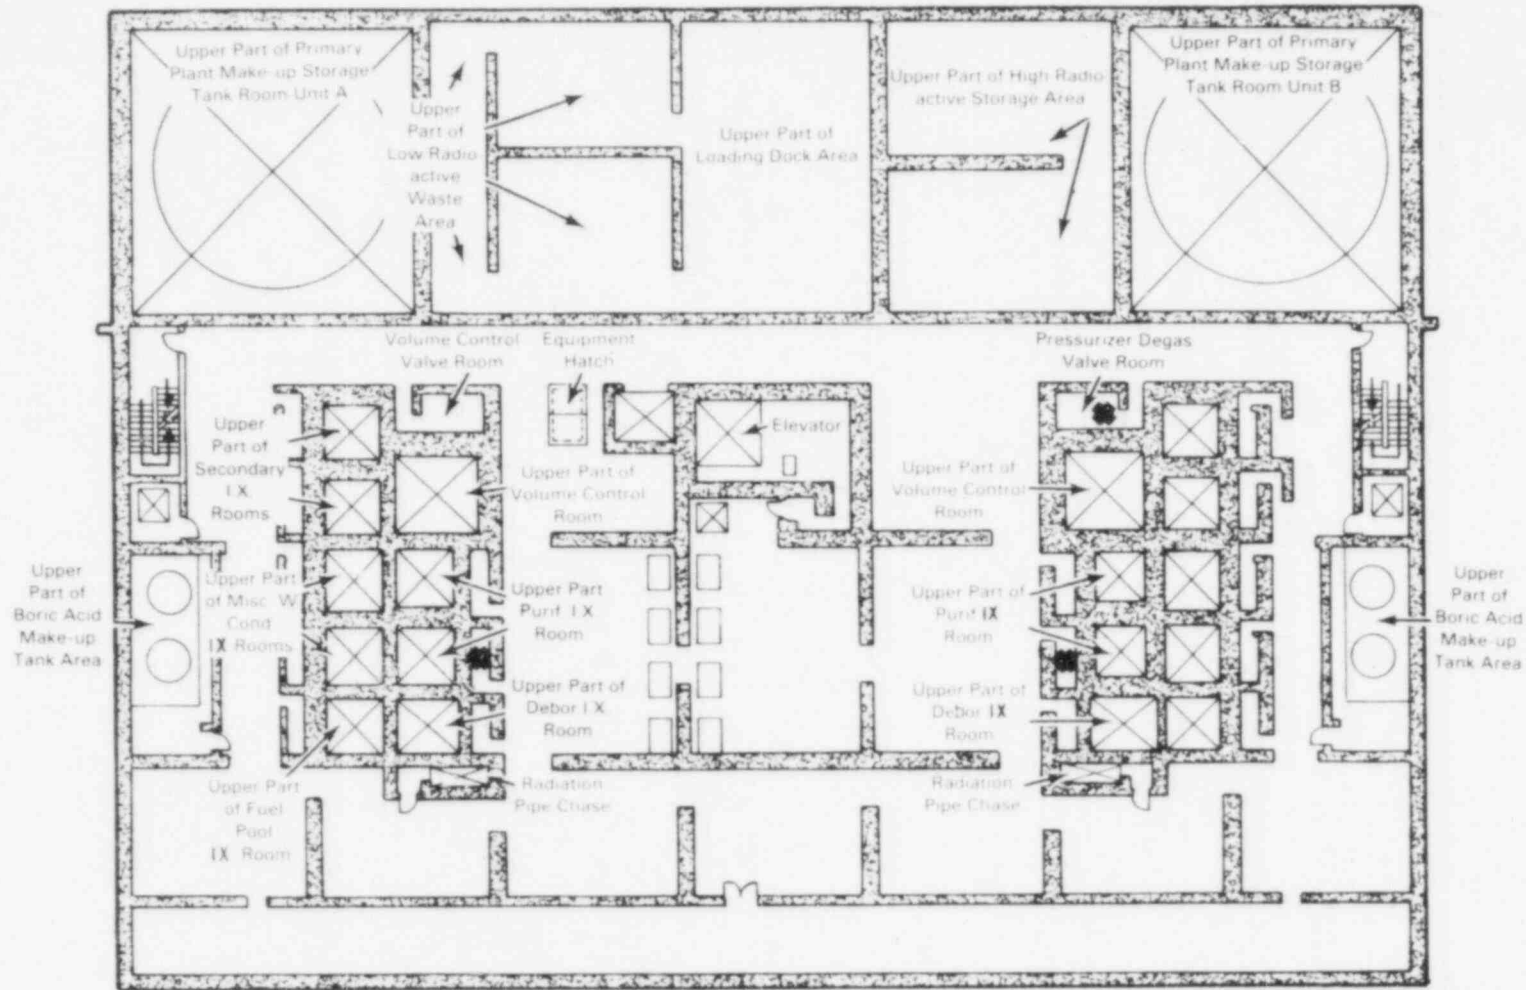 Upper Part of Primary
Plant Make-up Storage
Tank Room Unit A
Upper
Part of
Low Radio-
active
Waste
Area
Upper Part of
Loading Dock Area
Upper Part of High Radio-
active Storage Area
Upper Part of Primary
Plant Make-up Storage
Tank Room Unit B
Volume Control
Valve Room
Equipment
Hatch
Pressurizer Degas
Valve Room
Upper
Part of
Secondary
I.X.
Rooms
Elevator
Upper Part of
Volume Control
Room
Upper Part of
Volume Control
Room
Upper
Part of
Boric Acid
Make-up
Tank Area
Upper Part
of Misc. W
Cond
IX Rooms
Upper Part
Purif. I.X.
Room
Upper Part of
Purif IX
Room
Upper
Part of
Boric Acid
Make-up
Tank Area
Upper Part of
Debor I.X.
Room
Upper Part of
Debor IX
Room
Upper Part
of Fuel
Pool
IX Room
Radiation
Pipe Chase
Radiation
Pipe Chase